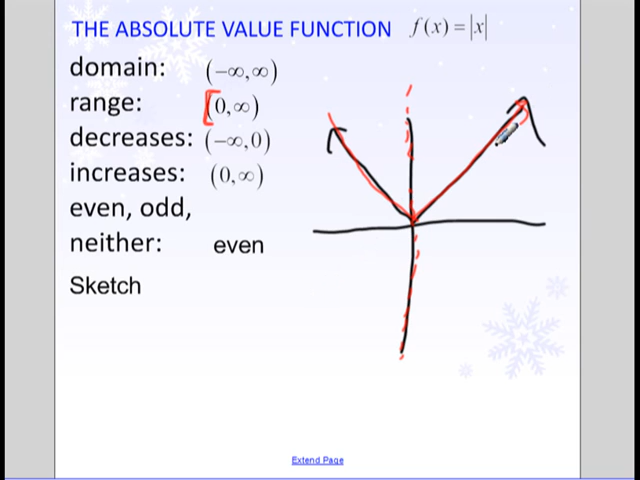 THE ABSOLUTE VALUE FUNCTION f(x) = |x|
domain: (−∞,∞)
range: [0,∞)
decreases: (−∞,0)
increases: (0,∞)
even, odd,
neither: even
Sketch
Extend Page